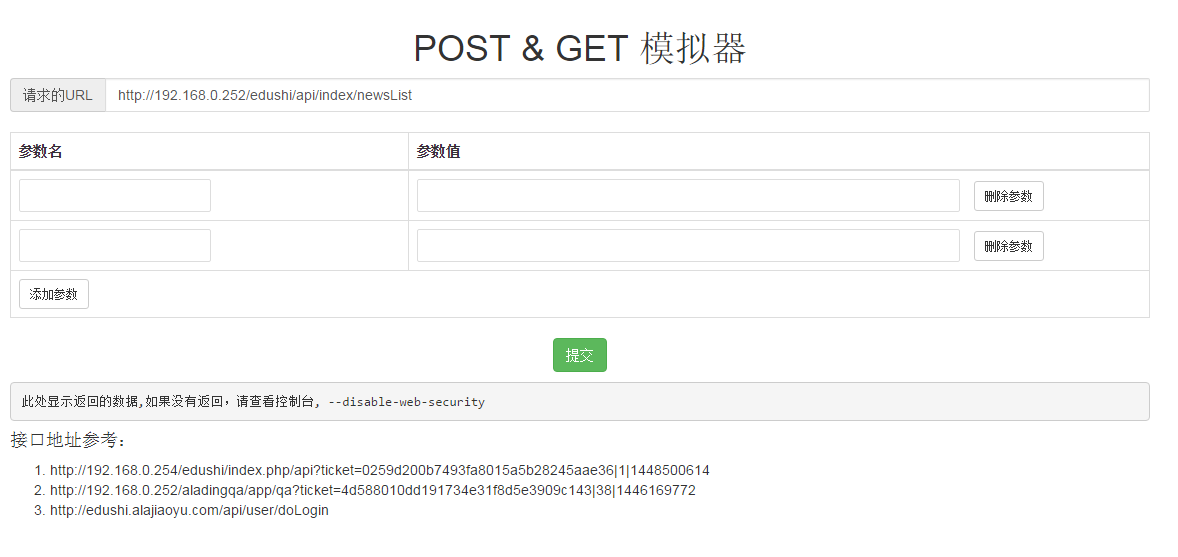 POST & GET 模拟器
请求的URL http://192.168.0.252/edushi/api/index/newsList
参数名 参数值
删除参数
删除参数
添加参数
提交
此处显示返回的数据,如果没有返回，请查看控制台, --disable-web-security
接口地址参考：
1. http://192.168.0.254/edushi/index.php/api?ticket=0259d200b7493fa8015a5b28245aae36|1|1448500614
2. http://192.168.0.252/aladingqa/app/qa?ticket=4d588010dd191734e31f8d5e3909c143|38|1446169772
3. http://edushi.alajiaoyu.com/api/user/doLogin